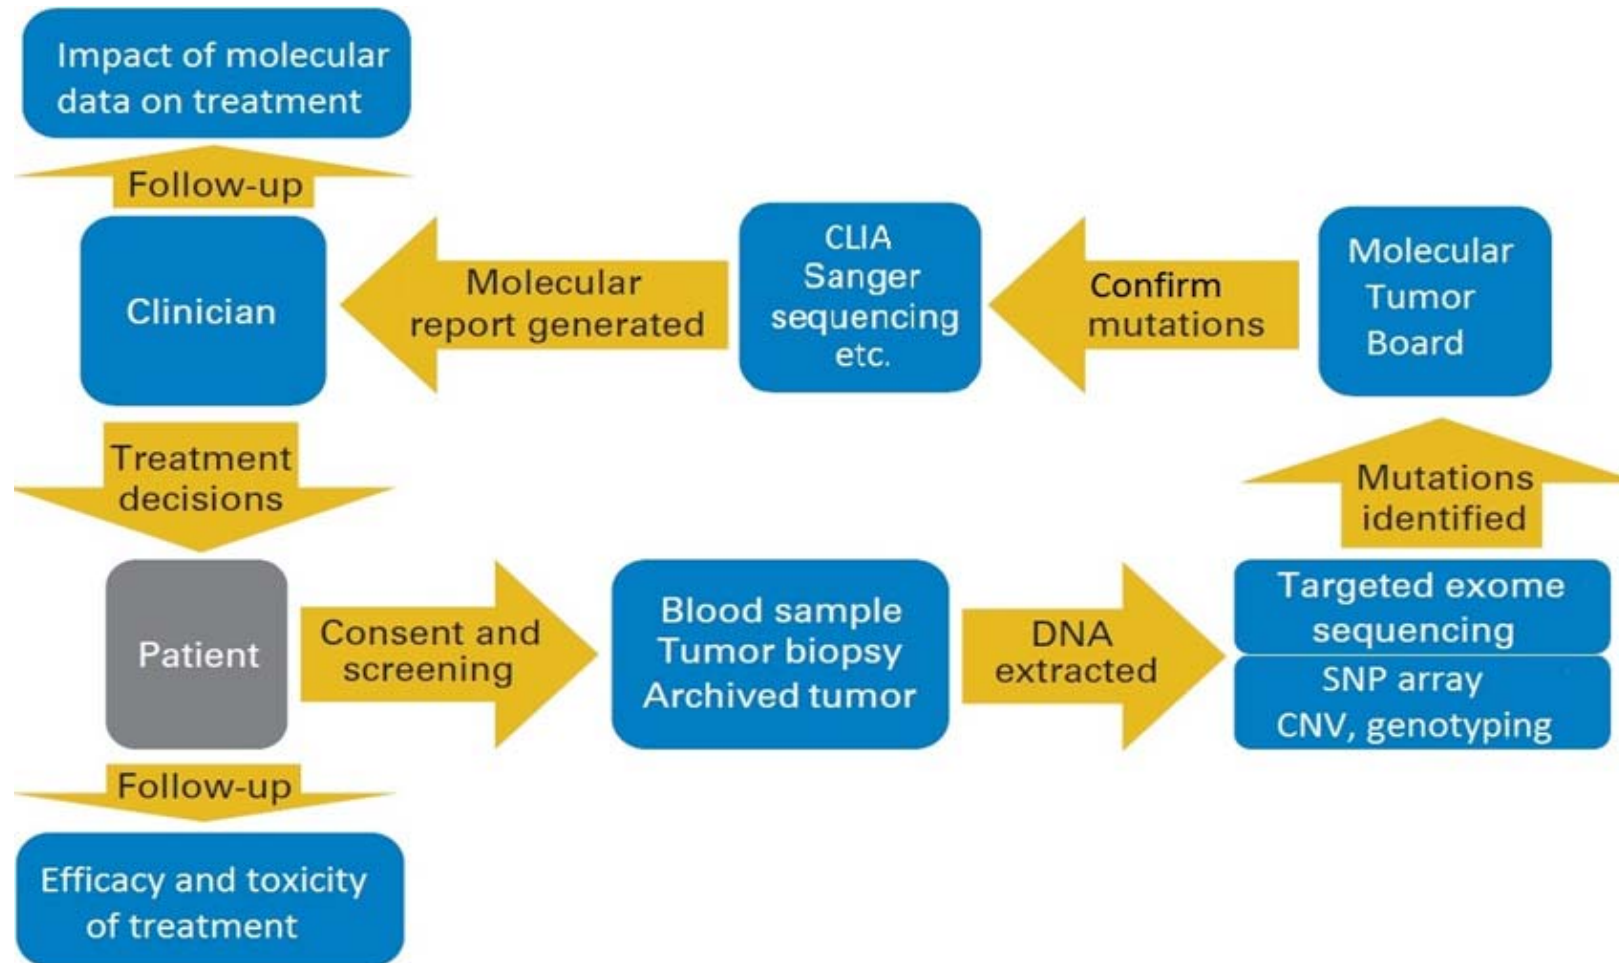 Impact of molecular
data on treatment
Follow-up
Clinician
Molecular
report generated
CLIA
Sanger
sequencing
etc.
Confirm
mutations
Molecular
Tumor
Board
Treatment
decisions
Mutations
identified
Patient
Consent and
screening
Blood sample
Tumor biopsy
Archived tumor
DNA
extracted
Targeted exome
sequencing
SNP array
CNV, genotyping
Follow-up
Efficacy and toxicity
of treatment